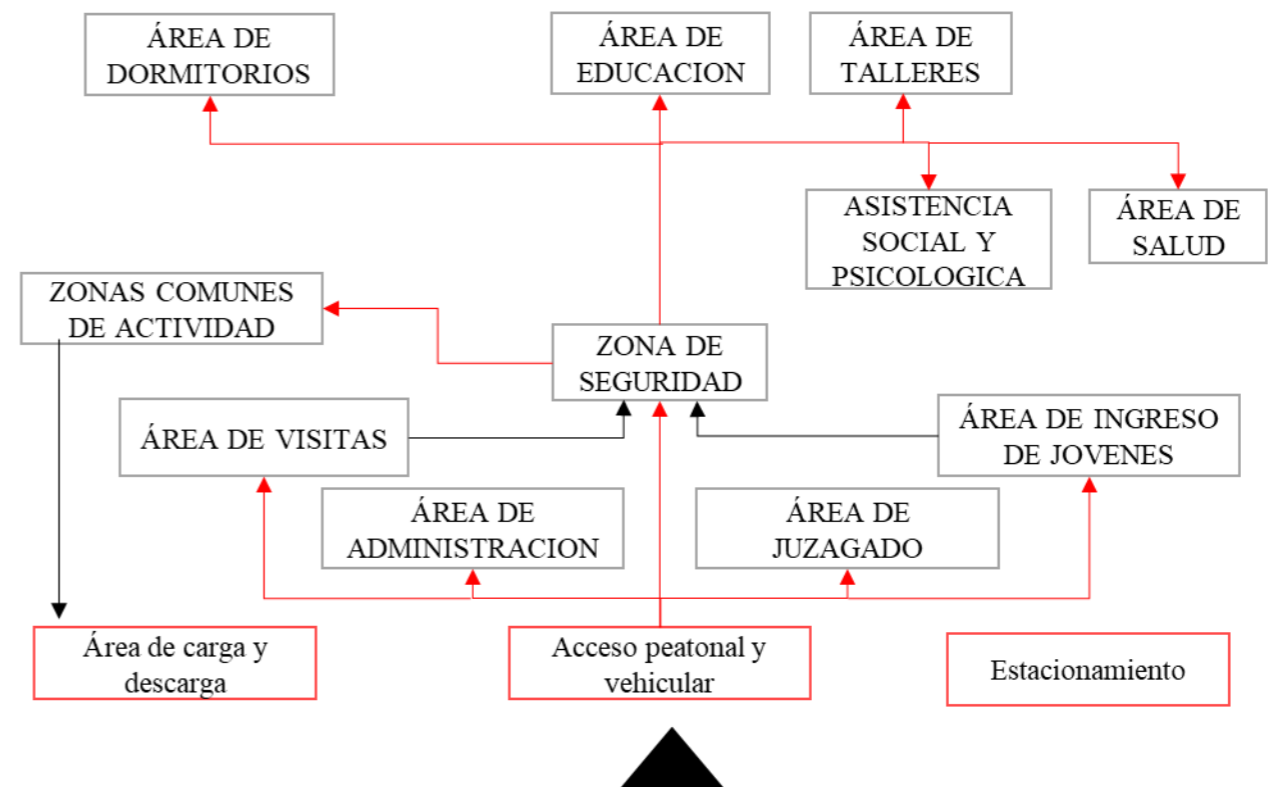 ÁREA DE
DORMITORIOS
ÁREA DE
EDUCACION
ÁREA DE
TALLERES
ASISTENCIA
SOCIAL Y
PSICOLOGICA
ÁREA DE
SALUD
ZONAS COMUNES
DE ACTIVIDAD
ZONA DE
SEGURIDAD
ÁREA DE VISITAS
ÁREA DE INGRESO
DE JOVENES
ÁREA DE
ADMINISTRACION
ÁREA DE
JUZAGADO
Área de carga y
descarga
Acceso peatonal y
vehicular
Estacionamiento